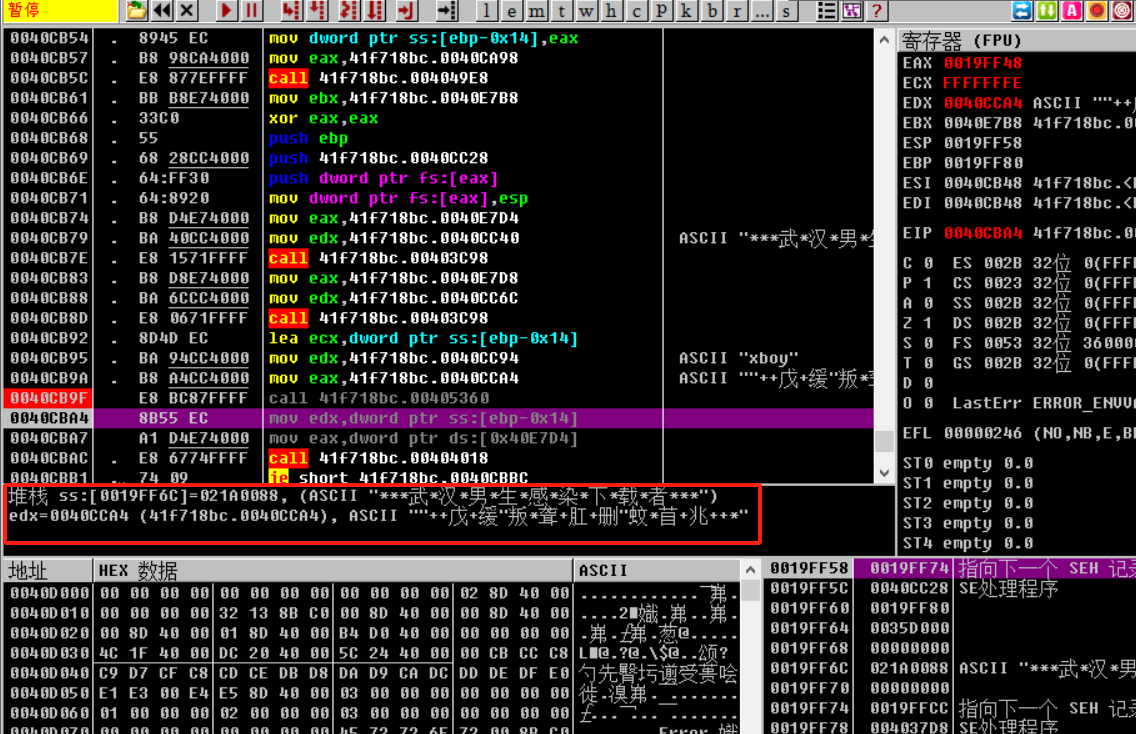 暂停
l e m t w h c P k b r ... s ?
0040CB54 . 8945 EC mov dword ptr ss:[ebp-0x14],eax
0040CB57 . B8 98CA4000 mov eax,41f718bc.0040CA98
0040CB5C . E8 877EFFFF call 41f718bc.004049E8
0040CB61 . BB B8E74000 mov ebx,41f718bc.0040E7B8
0040CB66 . 33C0 xor eax,eax
0040CB68 . 55 push ebp
0040CB69 . 68 28CC4000 push 41f718bc.0040CC28
0040CB6E . 64:FF30 push dword ptr fs:[eax]
0040CB71 . 64:8920 mov dword ptr fs:[eax],esp
0040CB74 . B8 D4E74000 mov eax,41f718bc.0040E7D4
0040CB79 . BA 40CC4000 mov edx,41f718bc.0040CC40 ASCII "***武*汉*男*
0040CB7E . E8 1571FFFF call 41f718bc.00403C98
0040CB83 . B8 D8E74000 mov eax,41f718bc.0040E7D8
0040CB88 . BA 6CCC4000 mov edx,41f718bc.0040CC6C
0040CB8D . E8 0671FFFF call 41f718bc.00403C98
0040CB92 . 8D4D EC lea ecx,dword ptr ss:[ebp-0x14]
0040CB95 . BA 94CC4000 mov edx,41f718bc.0040CC94 ASCII "xboy"
0040CB9A . B8 A4CC4000 mov eax,41f718bc.0040CCA4 ASCII ""++戊+缓"叛*
0040CB9F . E8 BC87FFFF call 41f718bc.00405360
0040CBA4 . 8B55 EC mov edx,dword ptr ss:[ebp-0x14]
0040CBA7 . A1 D4E74000 mov eax,dword ptr ds:[0x40E7D4]
0040CBAC . E8 6774FFFF call 41f718bc.00404018
0040CBB1 .. 74 09 je short 41f718bc.0040CBBC
堆栈 ss:[0019FF6C]=021A0088, (ASCII "***武*汉*男*生*感*染*下*载*者***")
edx=0040CCA4 (41f718bc.0040CCA4), ASCII ""++戊+缓"叛*聋+肛+删"蚊*苜+兆+++*"
寄存器 (FPU)
EAX 0019FF48
ECX FFFFFFFE
EDX 0040CCA4 ASCII ""++
EBX 0040E7B8 41f718bc.00
ESP 0019FF58
EBP 0019FF80
ESI 0040CB48 41f718bc.<
EDI 0040CB48 41f718bc.<
EIP 0040CBA4 41f718bc.00
C 0 ES 002B 32位 0(FFF
P 1 CS 0023 32位 0(FFF
A 0 SS 002B 32位 0(FFF
Z 1 DS 002B 32位 0(FFF
S 0 FS 0053 32位 36000
T 0 GS 002B 32位 0(FFF
D 0
O 0 LastErr ERROR_ENVVA
EFL 00000246 (NO,NB,E,B
ST0 empty 0.0
ST1 empty 0.0
ST2 empty 0.0
ST3 empty 0.0
ST4 empty 0.0
地址 HEX 数据 ASCII
0040D000 00 00 00 00 00 00 00 00 00 00 00 00 02 8D 40 00
0040D010 00 00 00 00 32 13 8B C0 00 8D 40 00 00 8D 40 00
0040D020 00 8D 40 00 01 8D 40 00 B4 D0 40 00 00 00 00 00
0040D030 4C 1F 40 00 DC 20 40 00 5C 24 40 00 00 CB CC C8
0040D040 C9 D7 CF C8 CD CE DB D8 DA D9 CA DC DD DE DF E0
0040D050 E1 E3 00 E4 E5 8D 40 00 03 00 00 00 00 00 00 00
0040D060 01 00 00 00 02 00 00 00 03 00 00 00 00 00 00 00
0019FF58 0019FF74 指向下一个 SEH 记
0019FF5C 0040CC28 SE处理程序
0019FF60 0019FF80
0019FF64 0035D000
0019FF68 00000000
0019FF6C 021A0088 ASCII "***武*汉*男
0019FF70 00000000
0019FF74 0019FFCC 指向下一个 SEH 记
0019FF78 004037D8 SE处理程序